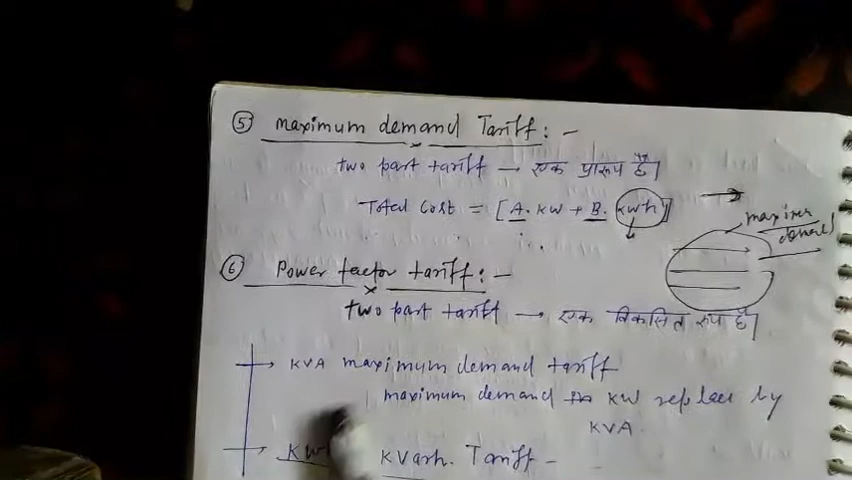 ⑤ maximum demand Tariff : -
two part tariff → एक प्रारूप है।
Total Cost = [A. kw + B. kwh]
maximum demand
⑥ Power factor tariff : -
two part tariff → एक विकसित रूप है।
→ KVA maximum demand tariff
maximum demand KW replace by
KVA.
→ KVarh. Tariff -